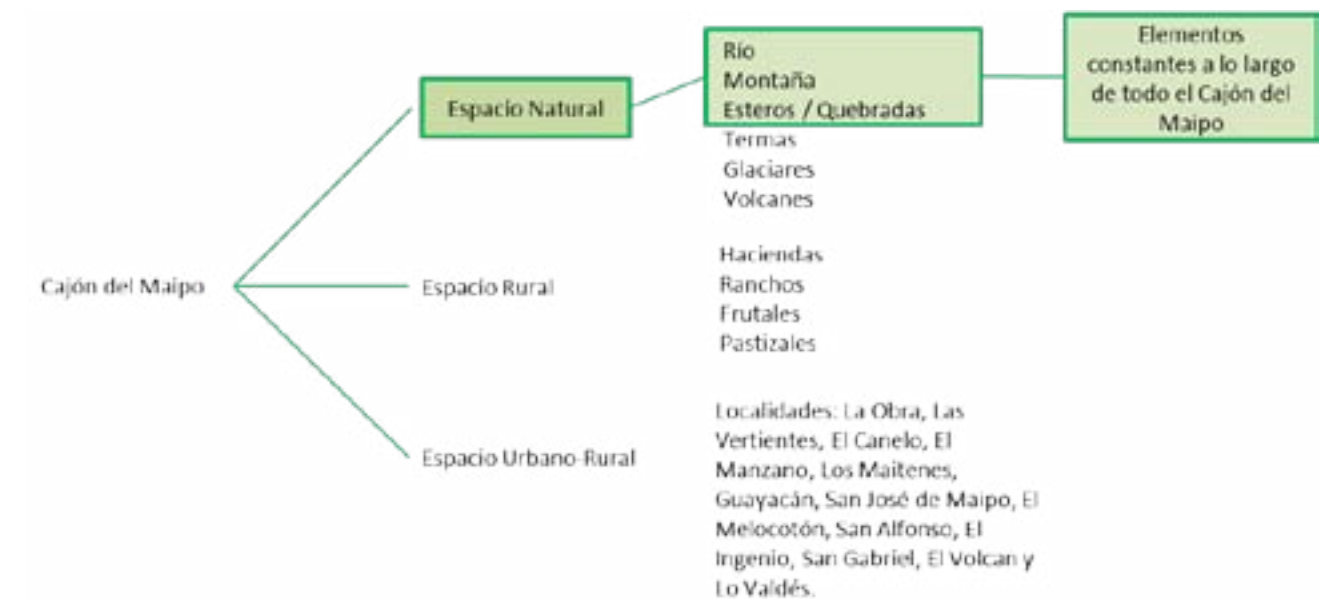 Cajón del Maipo
Espacio Natural
Río
Montaña
Esteros / Quebradas
Termas
Glaciares
Volcanes
Elementos
constantes a lo largo
de todo el Cajón del
Maipo
Espacio Rural
Haciendas
Ranchos
Frutales
Pastizales
Espacio Urbano-Rural
Localidades: La Obra, Las
Vertientes, El Canelo, El
Manzano, Los Maitenes,
Guayacán, San José de Maipo, El
Melocotón, San Alfonso, El
Ingenio, San Gabriel, El Volcan y
Lo Valdés.